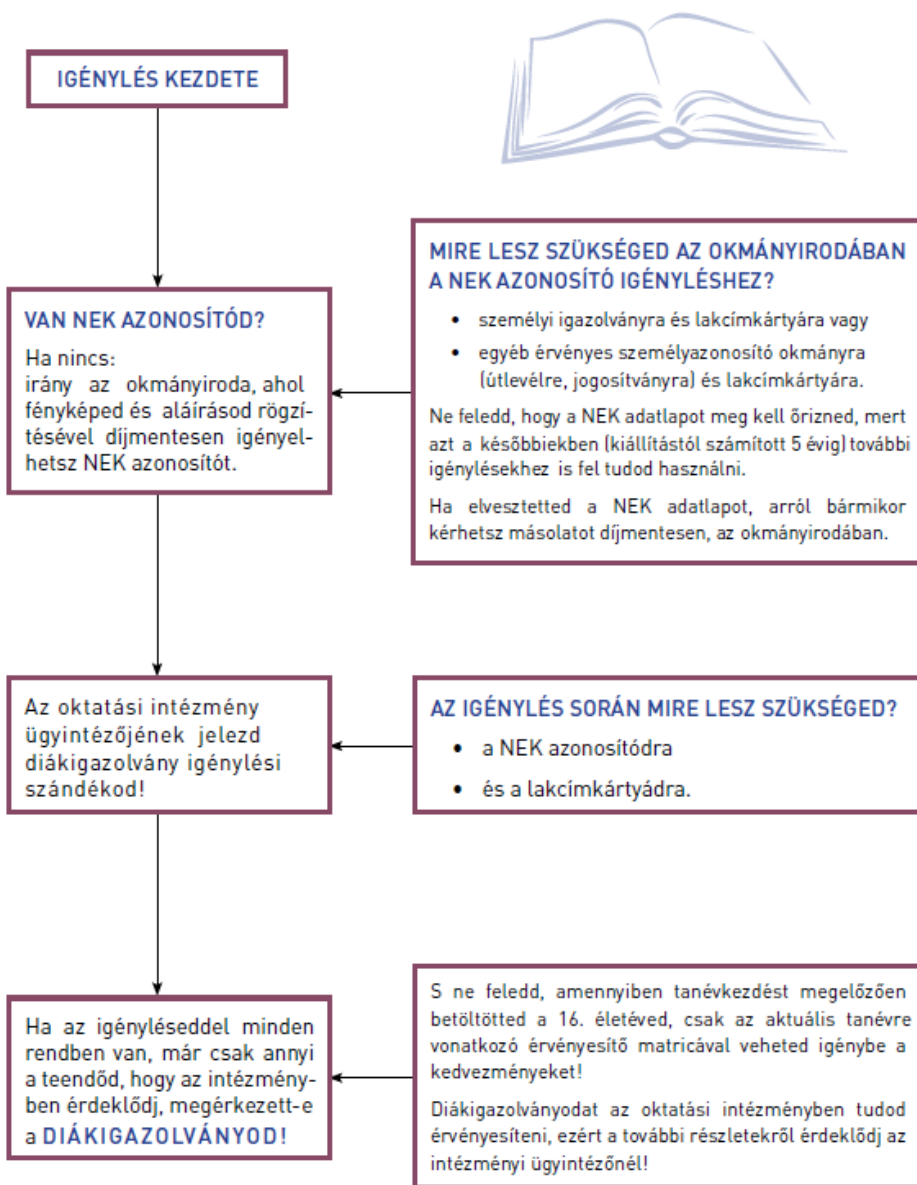 IGÉNYLÉS KEZDETE
VAN NEK AZONOSÍTÓD?
Ha nincs:
irány az okmányiroda, ahol
fényképed és aláírásod rögzí-
tésével díjmentesen igényel-
hetsz NEK azonosítót.
MIRE LESZ SZÜKSÉGED AZ OKMÁNYIRODÁBAN
A NEK AZONOSÍTÓ IGÉNYLÉSHEZ?
• személyi igazolványra és lakcímkártyára vagy
• egyéb érvényes személyazonosító okmányra
(útlevélre, jogosítványra) és lakcímkártyára.
Ne feledd, hogy a NEK adatlapot meg kell őrizned, mert
azt a későbbiekben (kiállítástól számított 5 évig) további
igénylésekhez is fel tudod használni.
Ha elvesztetted a NEK adatlapot, arról bármikor
kérhetsz másolatot díjmentesen, az okmányirodában.
Az oktatási intézmény
ügyintézőjének jelezd
diákigazolvány igénylési
szándékod!
AZ IGÉNYLÉS SORÁN MIRE LESZ SZÜKSÉGED?
• a NEK azonosítódra
• és a lakcímkártyádra.
Ha az igényléseddel minden
rendben van, már csak annyi
a teendőd, hogy az intézmény-
ben érdeklődj, megérkezett-e
a DIÁKIGAZOLVÁNYOD!
S ne feledd, amennyiben tanévkezdést megelőzően
betöltötted a 16. életéved, csak az aktuális tanévre
vonatkozó érvényesítő matricával veheted igénybe a
kedvezményeket!
Diákigazolványodat az oktatási intézményben tudod
érvényesíteni, ezért a további részletekről érdeklődj az
intézményi ügyintézőnél!